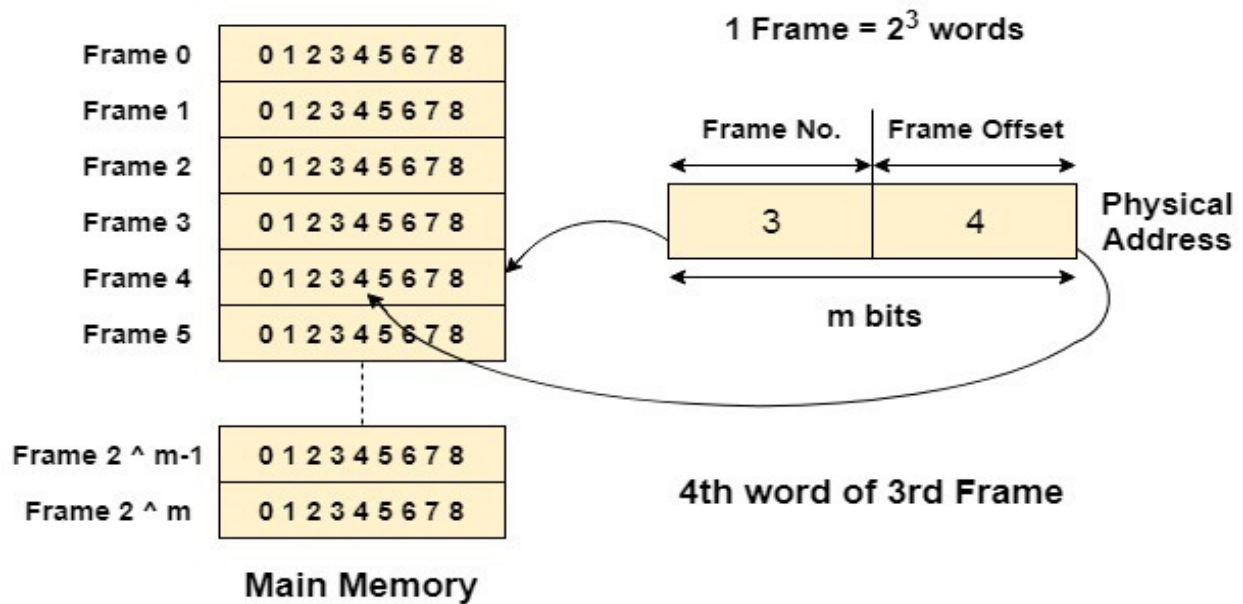 1 Frame = 2³ words
Frame 0 0 1 2 3 4 5 6 7 8
Frame 1 0 1 2 3 4 5 6 7 8
Frame 2 0 1 2 3 4 5 6 7 8
Frame 3 0 1 2 3 4 5 6 7 8
Frame 4 0 1 2 3 4 5 6 7 8
Frame 5 0 1 2 3 4 5 6 7 8
Frame 2 ^ m-1 0 1 2 3 4 5 6 7 8
Frame 2 ^ m 0 1 2 3 4 5 6 7 8
Main Memory
Frame No. Frame Offset
3 4
Physical
Address
m bits
4th word of 3rd Frame